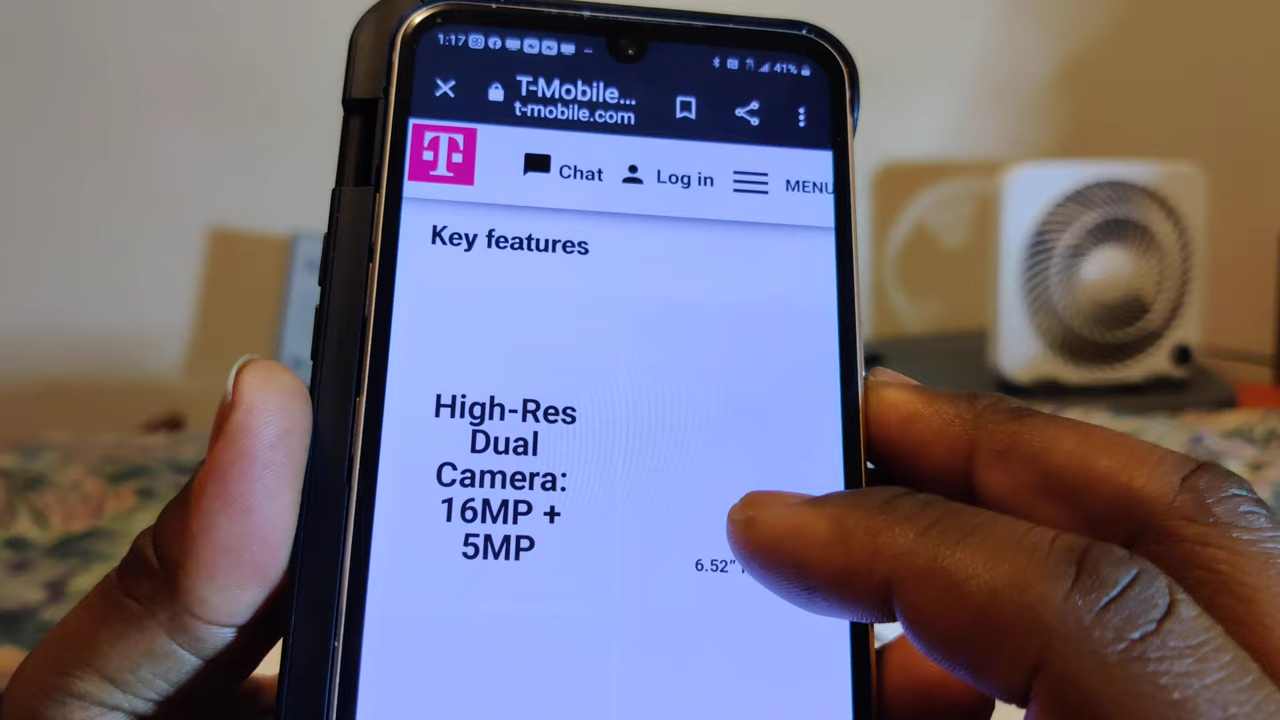 1:17
41%
T-Mobile...
t-mobile.com
T
Chat
Log in
MENU
Key features
High-Res
Dual
Camera:
16MP +
5MP
6.52"